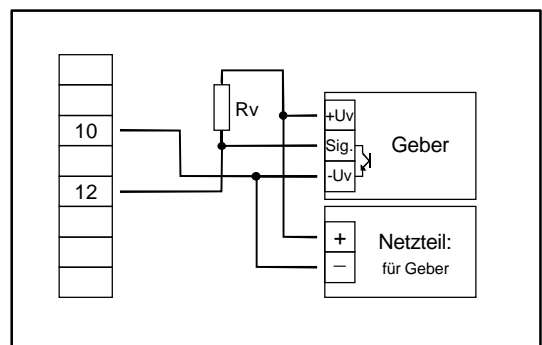 10
12
Rv
+Uv
Sig.
-Uv
Geber
+
−
Netzteil:
für Geber